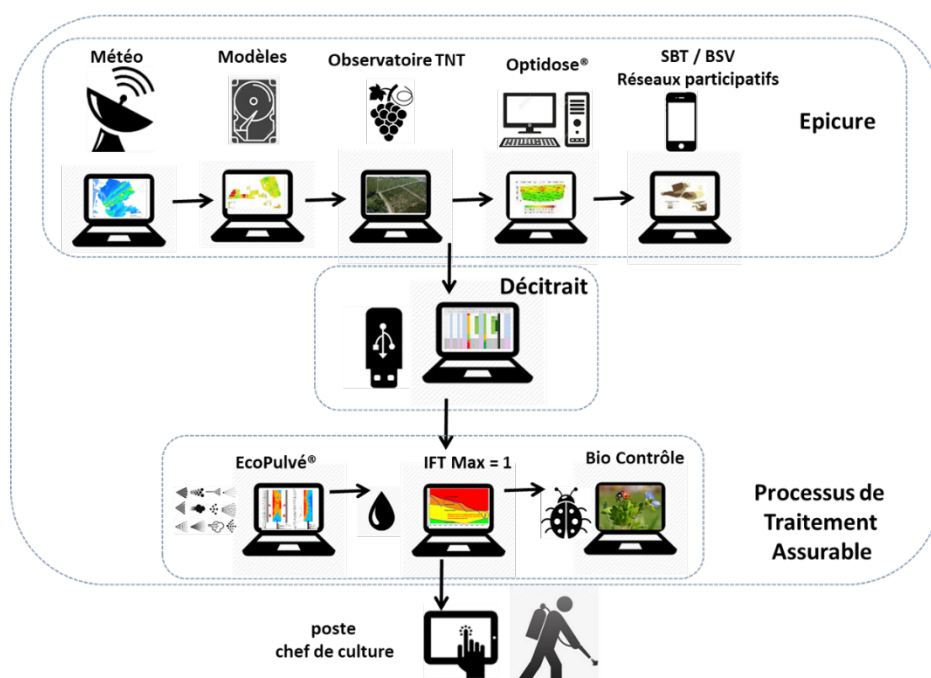 Météo
Modèles
Observatoire TNT
Optidose®
SBT / BSV
Réseaux participatifs
Epicure
Décitrait
EcoPulvé®
IFT Max = 1
Bio Contrôle
Processus de
Traitement
Assurable
poste
chef de culture